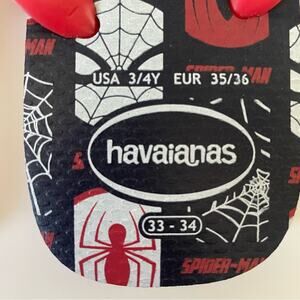 SPIDER-MAN
USA 3/4Y EUR 35/36
havaianas
33 - 34
SPIDER-MAN